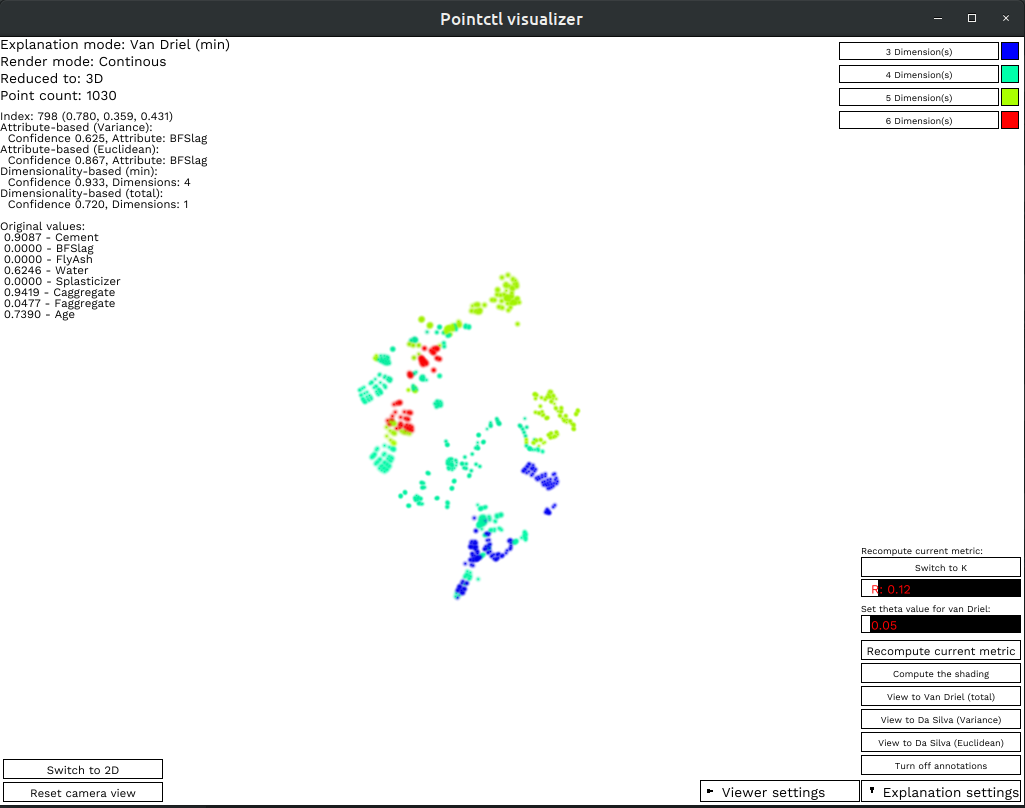 Pointctl visualizer
Explanation mode: Van Driel (min)
Render mode: Continous
Reduced to: 3D
Point count: 1030
Index: 798 (0.780, 0.359, 0.431)
Attribute-based (Variance):
Confidence 0.625, Attribute: BFSlag
Attribute-based (Euclidean):
Confidence 0.867, Attribute: BFSlag
Dimensionality-based (min):
Confidence 0.933, Dimensions: 4
Dimensionality-based (total):
Confidence 0.720, Dimensions: 1
Original values:
0.9087 - Cement
0.0000 - BFSlag
0.0000 - FlyAsh
0.6246 - Water
0.0000 - Splasticizer
0.9419 - Caggregate
0.0477 - Faggregate
0.7390 - Age
3 Dimension(s)
4 Dimension(s)
5 Dimension(s)
6 Dimension(s)
Recompute current metric:
Switch to K
R: 0.12
Set theta value for van Driel:
0.05
Recompute current metric
Compute the shading
View to Van Driel (total)
View to Da Silva (Variance)
View to Da Silva (Euclidean)
Turn off annotations
Switch to 2D
Reset camera view
Viewer settings
Explanation settings